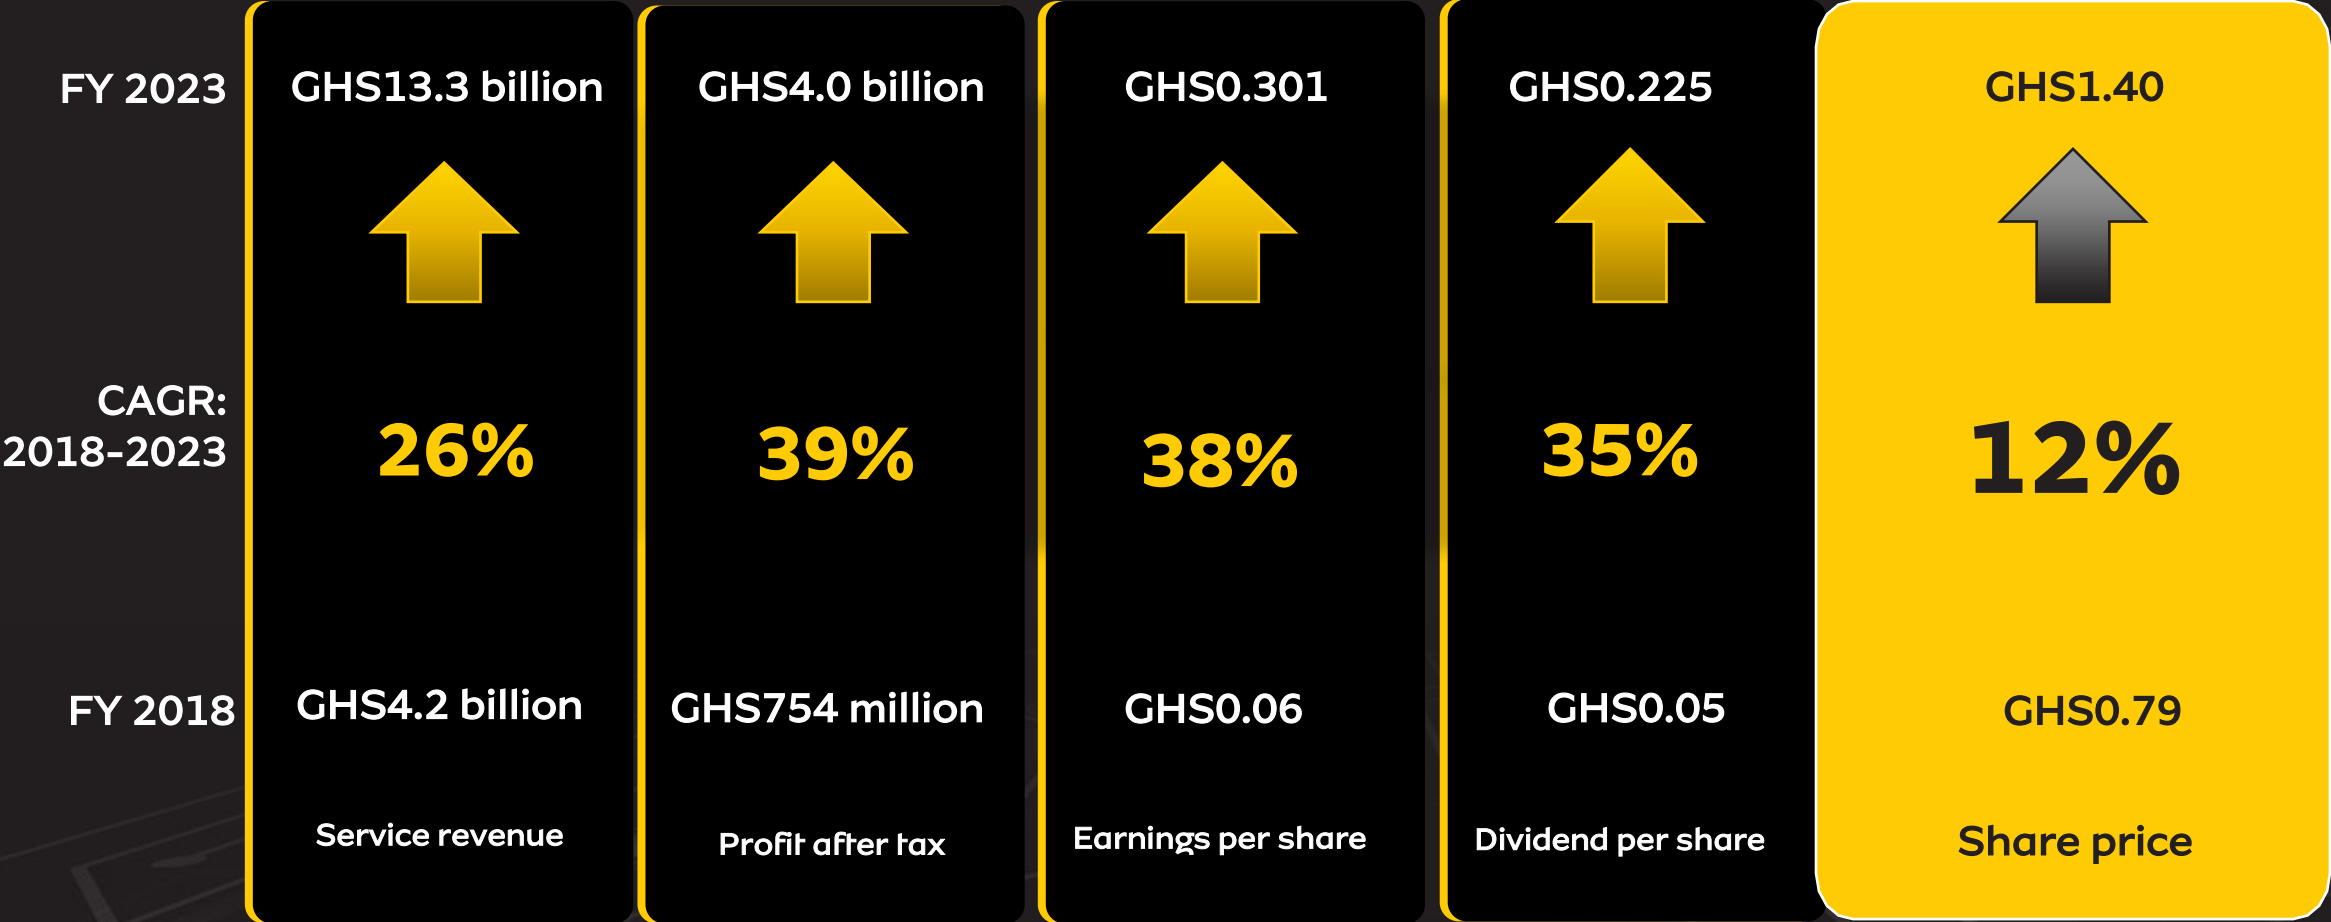 FY 2023
GHS13.3 billion
GHS4.0 billion
GHS0.301
GHS0.225
GHS1.40
CAGR:
2018-2023
26%
39%
38%
35%
12%
FY 2018
GHS4.2 billion
GHS754 million
GHS0.06
GHS0.05
GHS0.79
Service revenue
Profit after tax
Earnings per share
Dividend per share
Share price